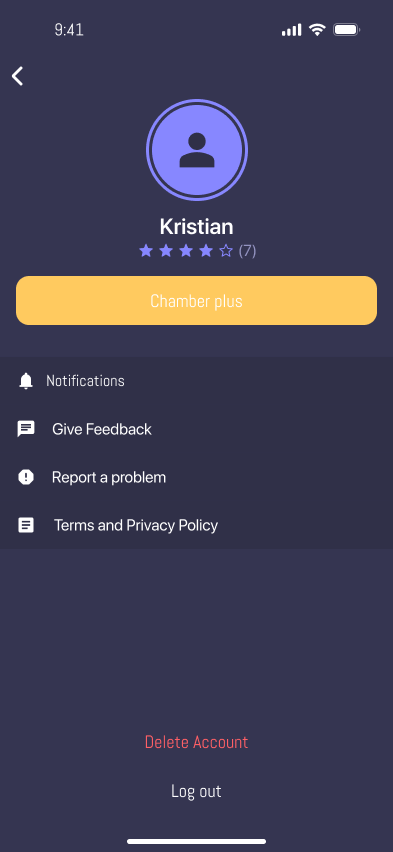 9:41
Kristian
(7)
Chamber plus
Notifications
Give Feedback
Report a problem
Terms and Privacy Policy
Delete Account
Log out